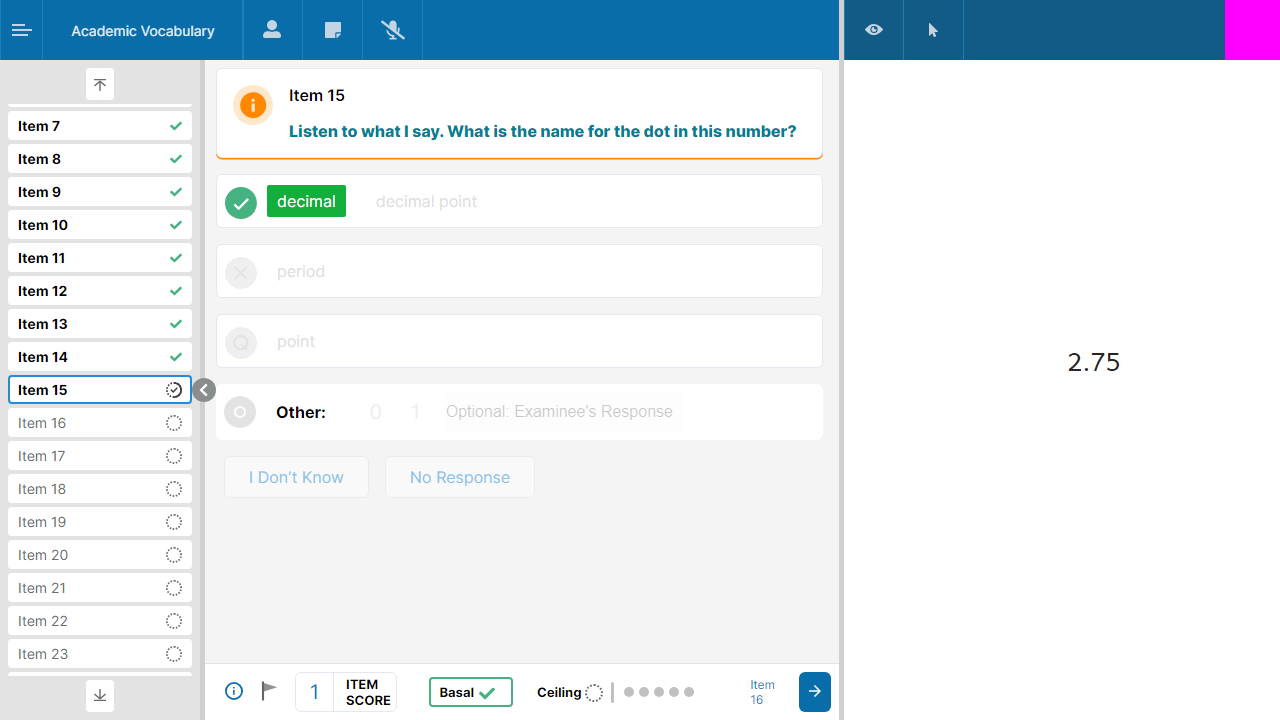 Academic Vocabulary
Item 7
Item 8
Item 9
Item 10
Item 11
Item 12
Item 13
Item 14
Item 15
Item 16
Item 17
Item 18
Item 19
Item 20
Item 21
Item 22
Item 23
Item 15
Listen to what I say. What is the name for the dot in this number?
decimal decimal point
period
point
Other: 0 1 Optional: Examinee's Response
I Don't Know No Response
1 ITEM SCORE Basal Ceiling Item 16
2.75